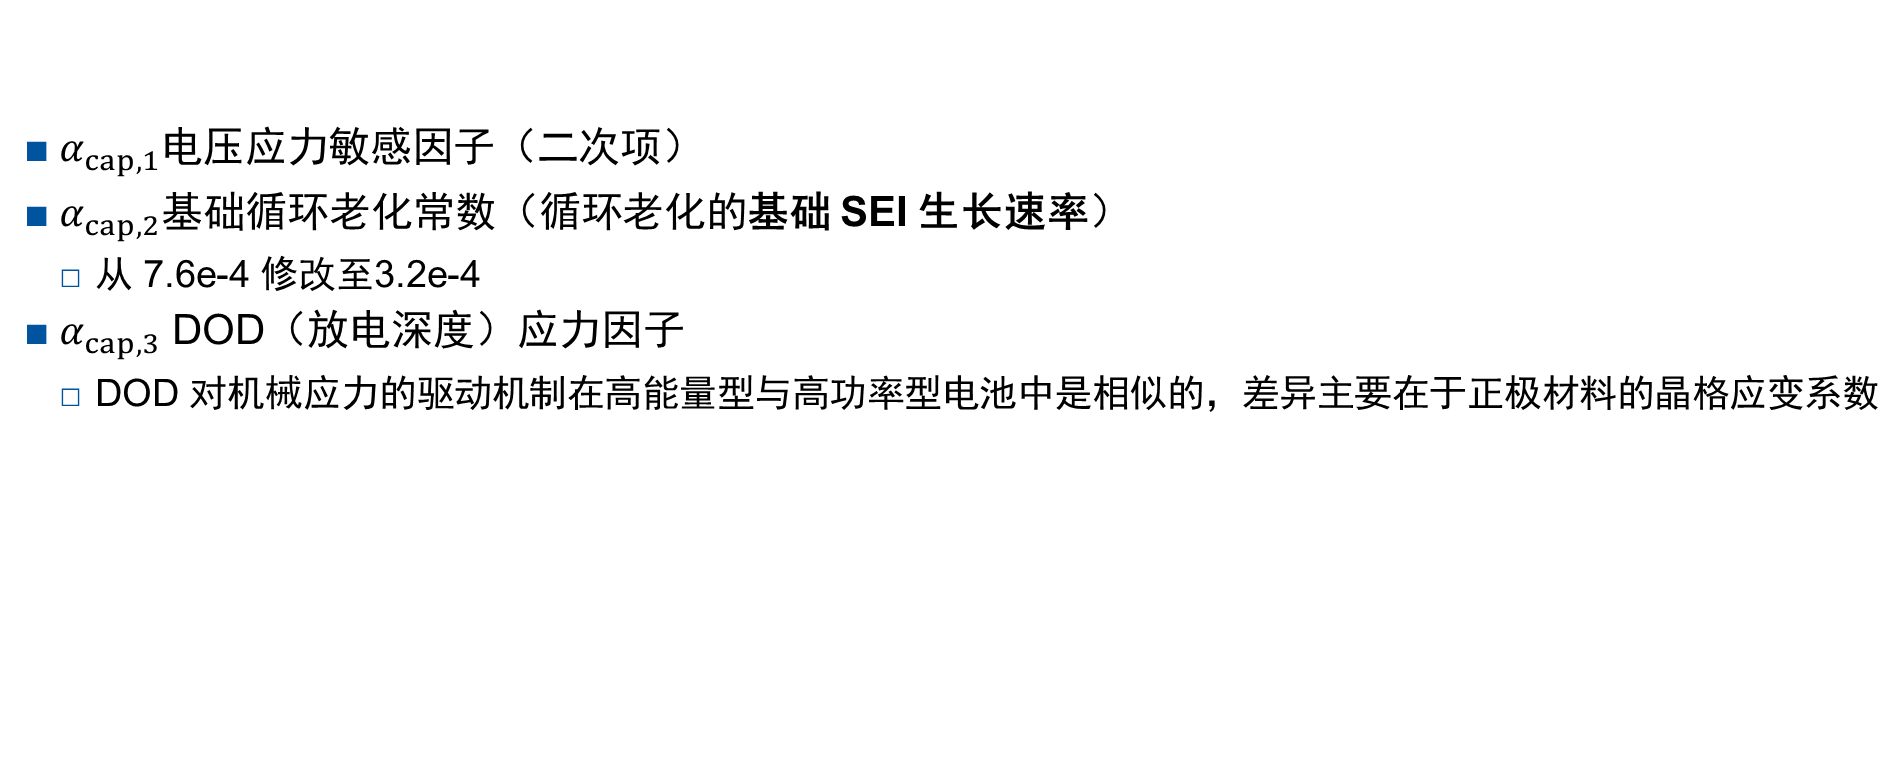 ■ α_cap,1电压应力敏感因子（二次项）
■ α_cap,2基础循环老化常数（循环老化的基础 SEI 生长速率）
□ 从 7.6e-4 修改至3.2e-4
■ α_cap,3 DOD（放电深度）应力因子
□ DOD 对机械应力的驱动机制在高能量型与高功率型电池中是相似的，差异主要在于正极材料的晶格应变系数